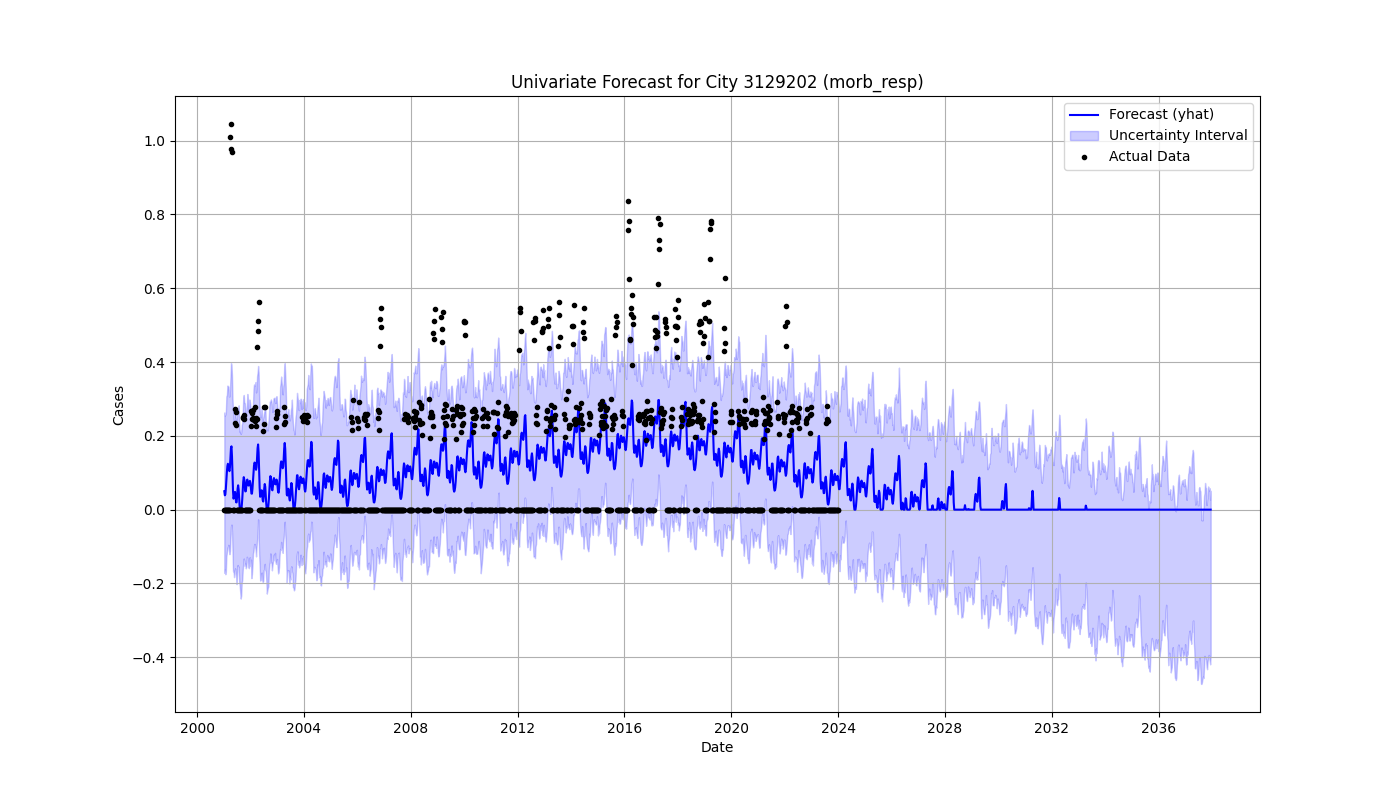 Univariate Forecast for City 3129202 (morb_resp)
Forecast (yhat)
Uncertainty Interval
Actual Data
Cases
1.0
0.8
0.6
0.4
0.2
0.0
−0.2
−0.4
2000 2004 2008 2012 2016 2020 2024 2028 2032 2036
Date